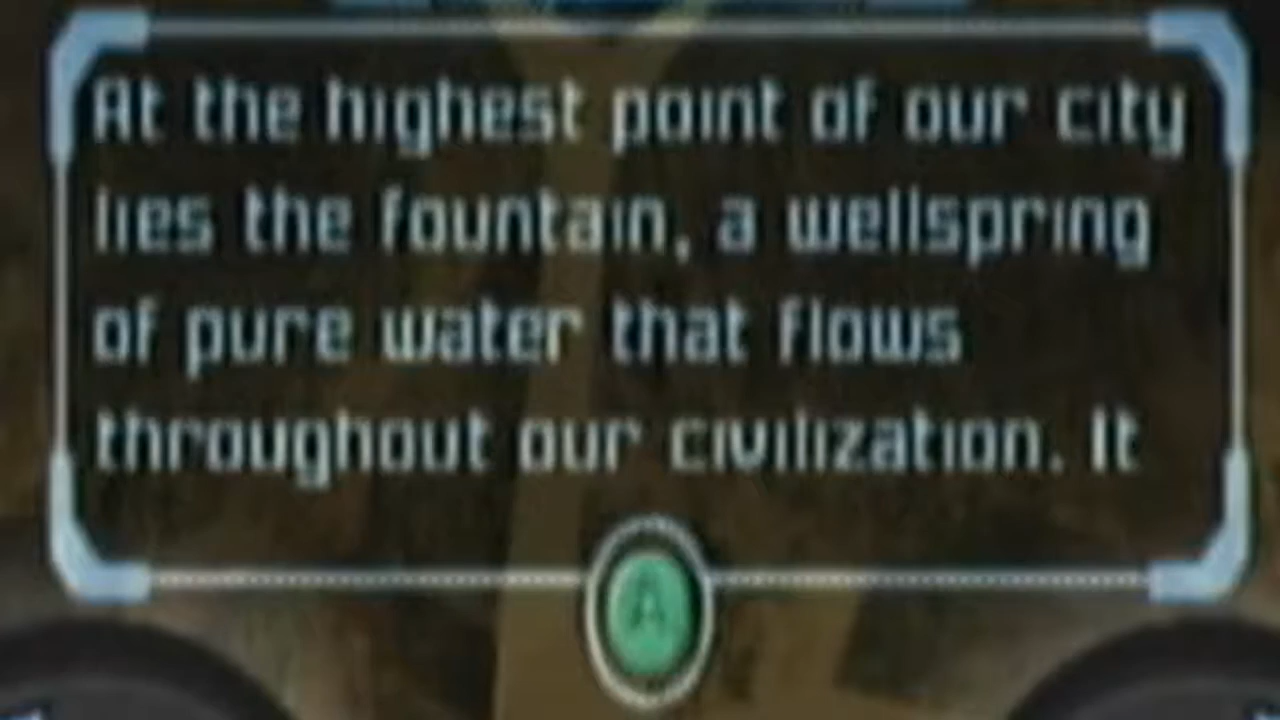 At the highest point of our city
lies the fountain, a wellspring
of pure water that flows
throughout our civilization. It
A